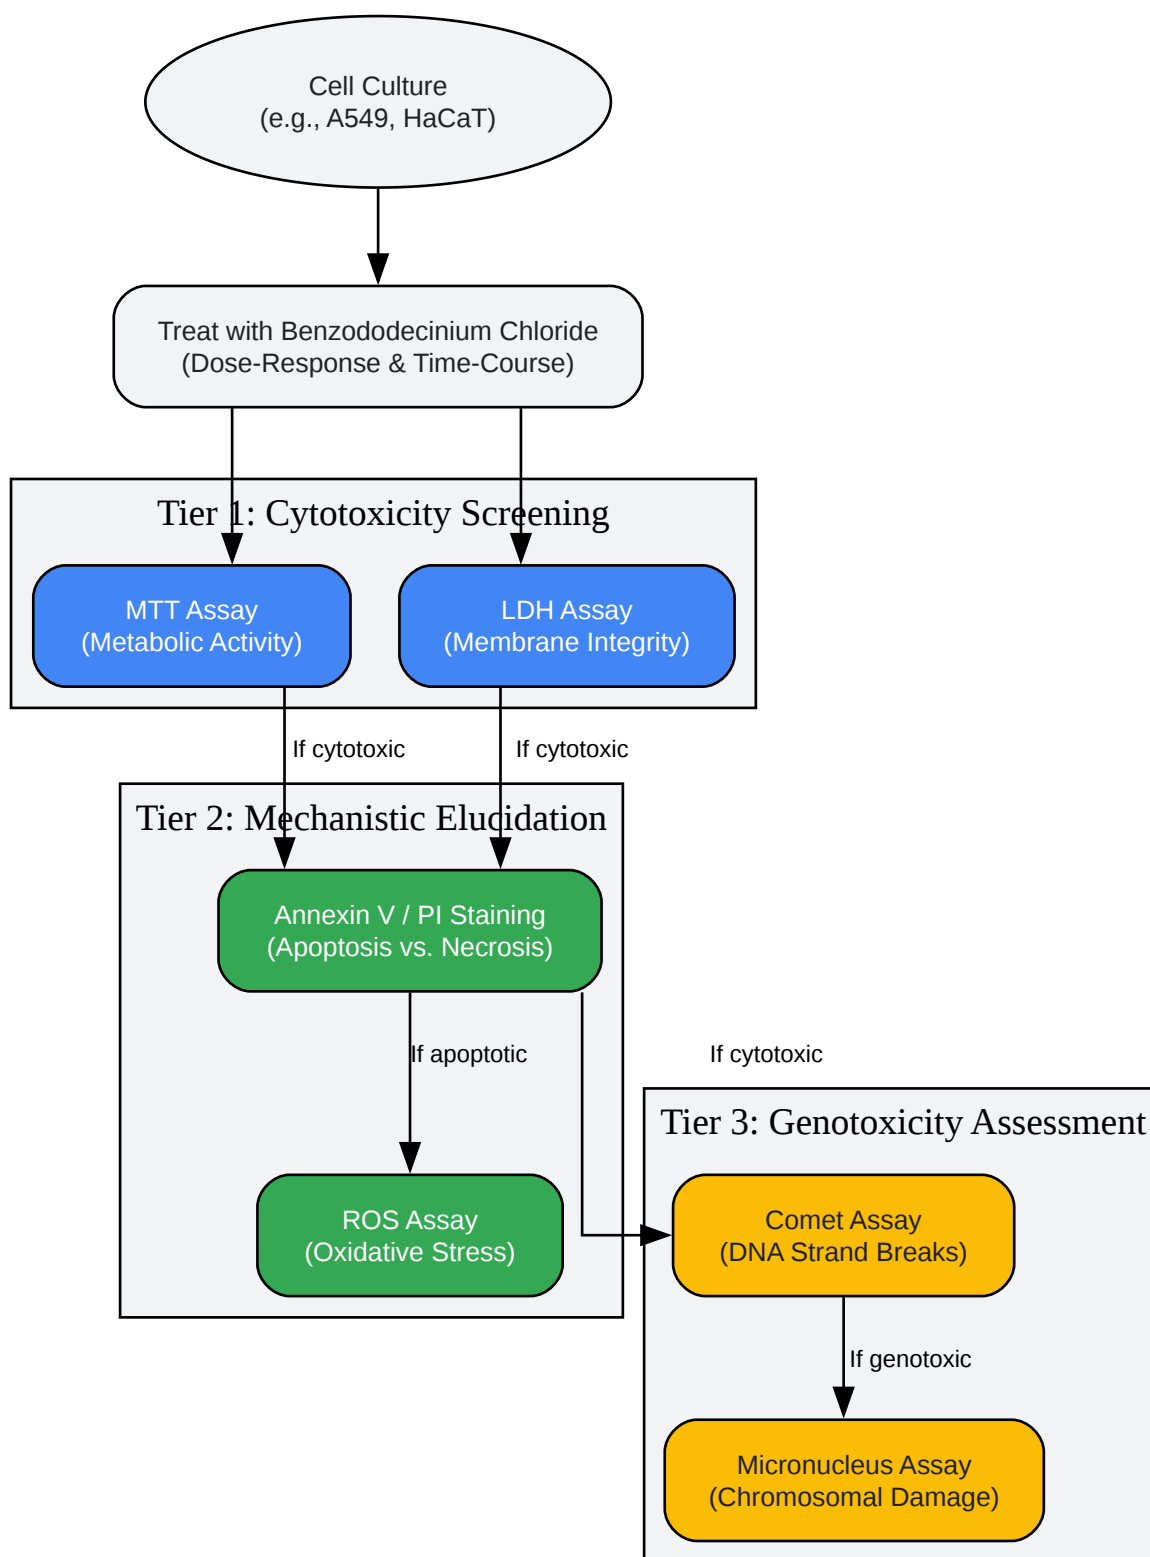 Cell Culture
(e.g., A549, HaCaT)
Treat with Benzododecinium Chloride
(Dose-Response & Time-Course)
Tier 1: Cytotoxicity Screening
MTT Assay
(Metabolic Activity)
LDH Assay
(Membrane Integrity)
If cytotoxic
If cytotoxic
Tier 2: Mechanistic Elucidation
Annexin V / PI Staining
(Apoptosis vs. Necrosis)
If apoptotic
If cytotoxic
Tier 3: Genotoxicity Assessment
ROS Assay
(Oxidative Stress)
Comet Assay
(DNA Strand Breaks)
If genotoxic
Micronucleus Assay
(Chromosomal Damage)